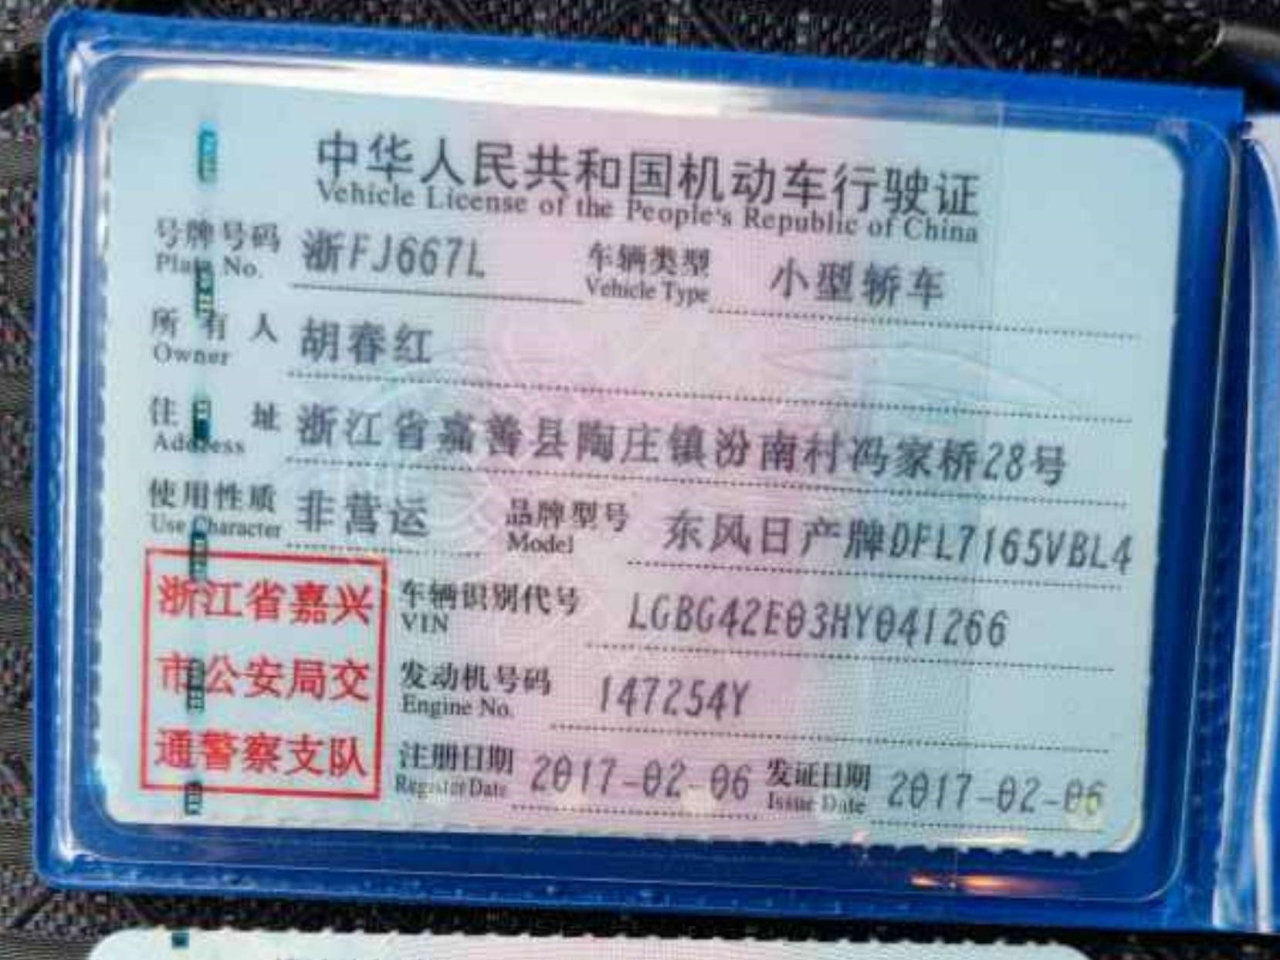 中华人民共和国机动车行驶证
Vehicle License of the People's Republic of China
号牌号码 浙FJ667L 车辆类型 小型轿车
Plate No. Vehicle Type
所有人 胡春红
Owner
住址 浙江省嘉善县陶庄镇汾南村冯家桥28号
Address
使用性质 非营运 品牌型号 东风日产牌DFL7165VBL4
Use Character Model
浙江省嘉兴
市公安局交
通警察支队
车辆识别代号 LGBG42E03HY041266
VIN
发动机号码 147254Y
Engine No.
注册日期 2017-02-06 发证日期 2017-02-06
Register Date Issue Date